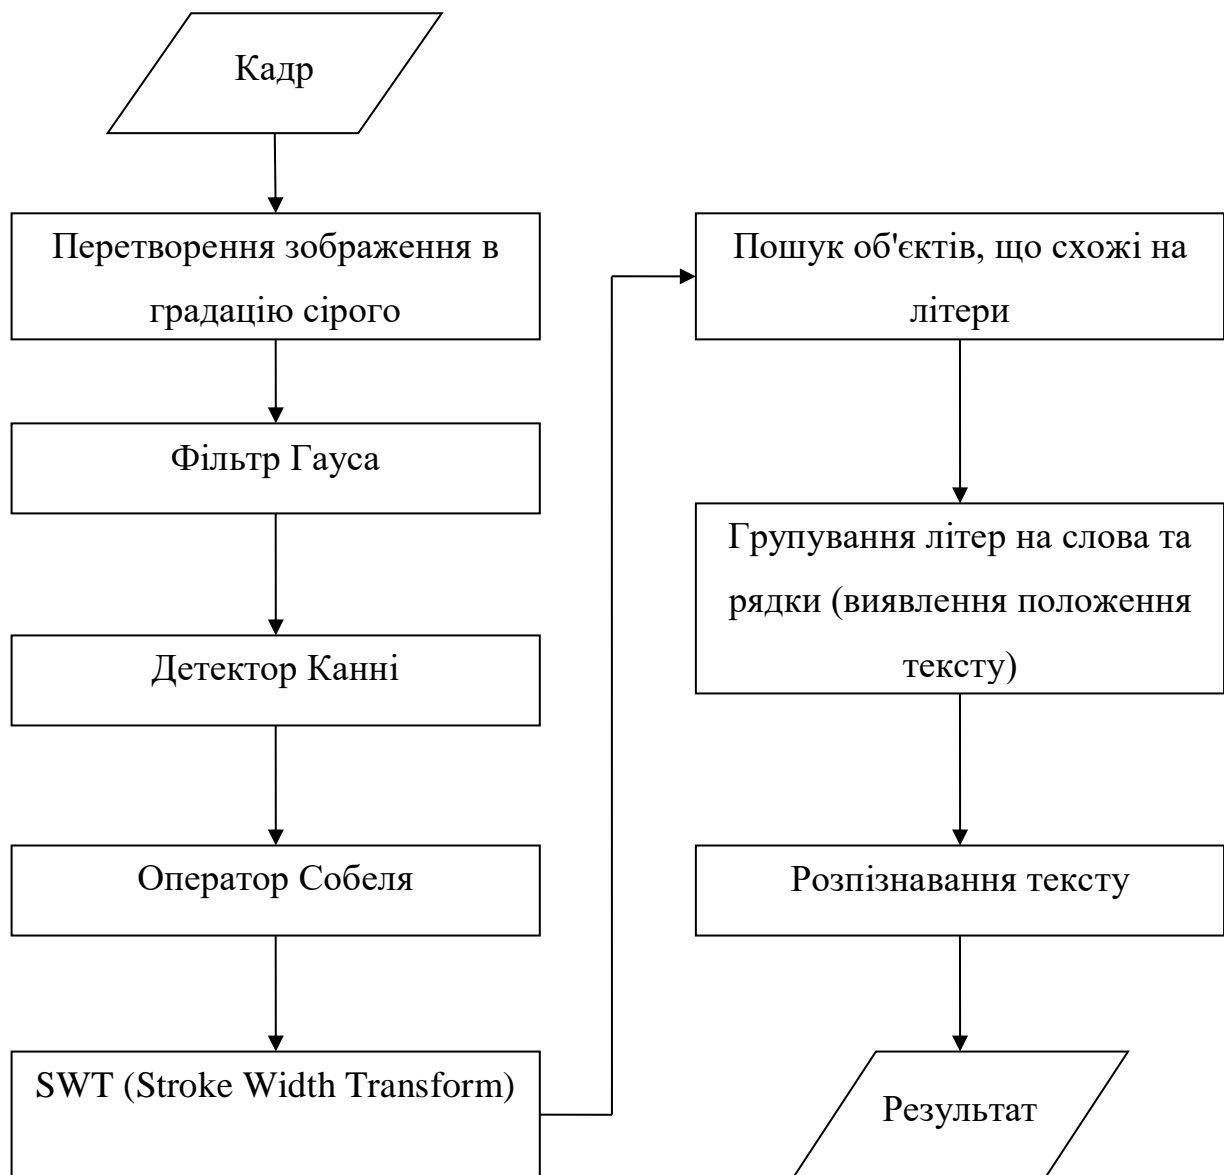 Кадр
Перетворення зображення в
градацію сірого
Фільтр Гауса
Детектор Канні
Оператор Собеля
SWT (Stroke Width Transform)
Пошук об'єктів, що схожі на
літери
Групування літер на слова та
рядки (виявлення положення
тексту)
Розпізнавання тексту
Результат